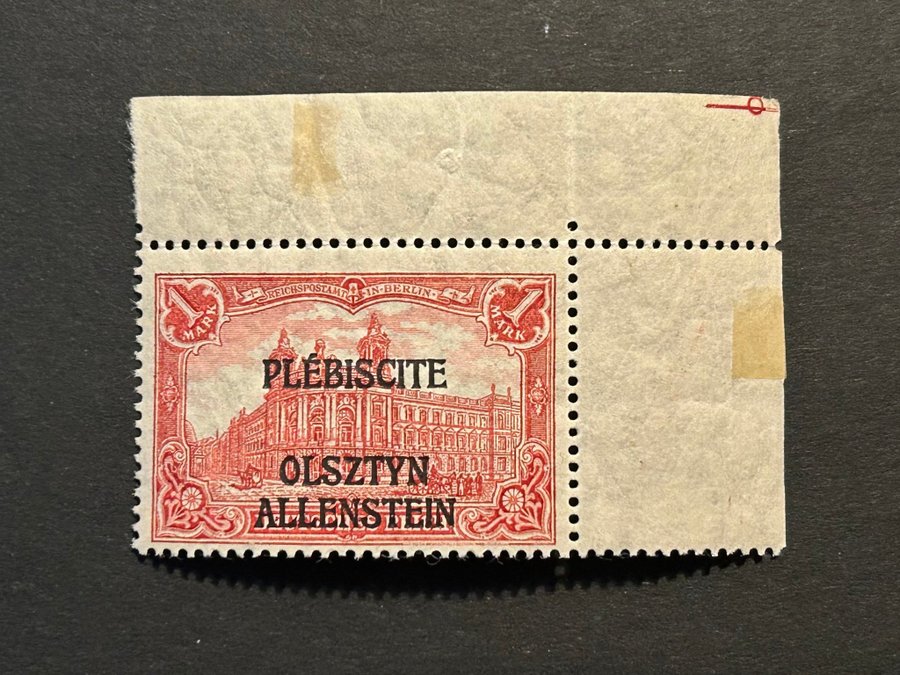 1 REICHSPOSTAMT IN BERLIN 1
MARK MARK
PLÉBISCITE
OLSZTYN
ALLENSTEIN